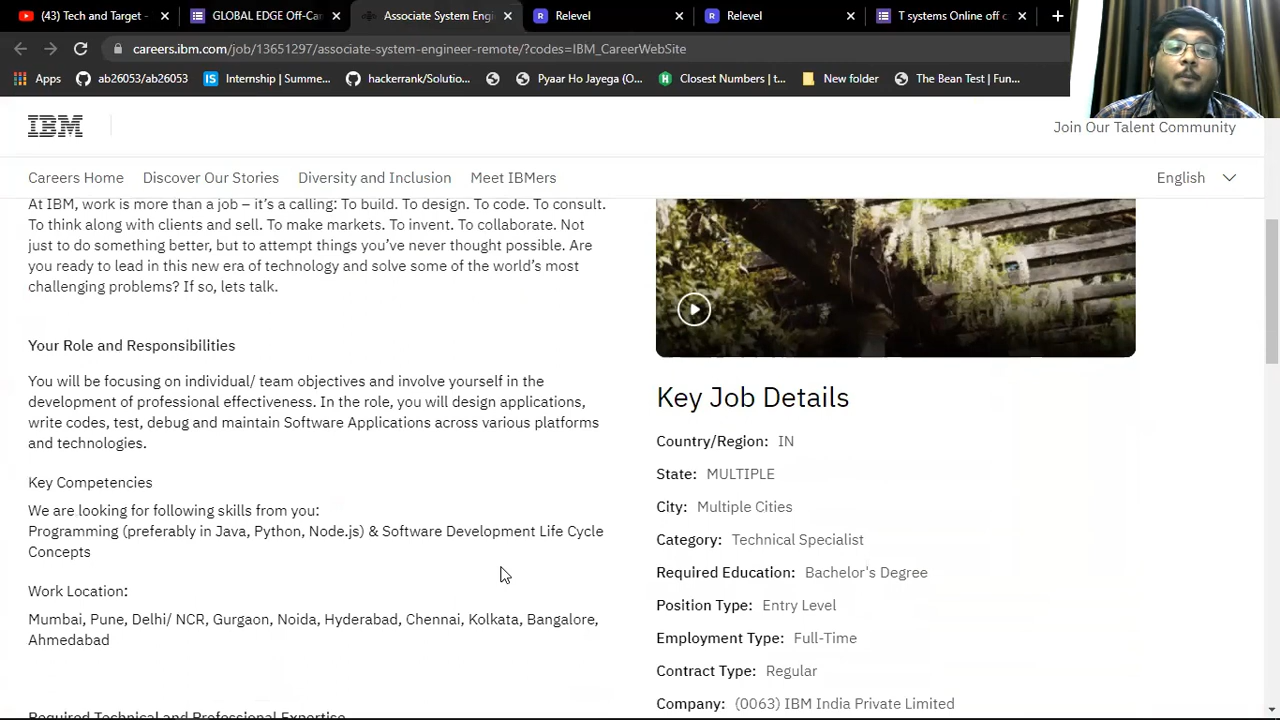 (43) Tech and Target -
GLOBAL EDGE Off-Ca
Associate System Engi
Relevel
Relevel
T systems Online off c
careers.ibm.com/job/13651297/associate-system-engineer-remote/?codes=IBM_CareerWebSite
Apps
ab26053/ab26053
Internship | Summe...
hackerrank/Solutio...
Pyaar Ho Jayega (O...
Closest Numbers | t...
New folder
The Bean Test | Fun...
IBM
Join Our Talent Community
Careers Home
Discover Our Stories
Diversity and Inclusion
Meet IBMers
English
At IBM, work is more than a job – it’s a calling: To build. To design. To code. To consult.
To think along with clients and sell. To make markets. To invent. To collaborate. Not
just to do something better, but to attempt things you’ve never thought possible. Are
you ready to lead in this new era of technology and solve some of the world’s most
challenging problems? If so, lets talk.
Your Role and Responsibilities
You will be focusing on individual/ team objectives and involve yourself in the
development of professional effectiveness. In the role, you will design applications,
write codes, test, debug and maintain Software Applications across various platforms
and technologies.
Key Competencies
We are looking for following skills from you:
Programming (preferably in Java, Python, Node.js) & Software Development Life Cycle
Concepts
Work Location:
Mumbai, Pune, Delhi/ NCR, Gurgaon, Noida, Hyderabad, Chennai, Kolkata, Bangalore,
Ahmedabad
Required Technical and Professional Expertise
Key Job Details
Country/Region: IN
State: MULTIPLE
City: Multiple Cities
Category: Technical Specialist
Required Education: Bachelor's Degree
Position Type: Entry Level
Employment Type: Full-Time
Contract Type: Regular
Company: (0063) IBM India Private Limited